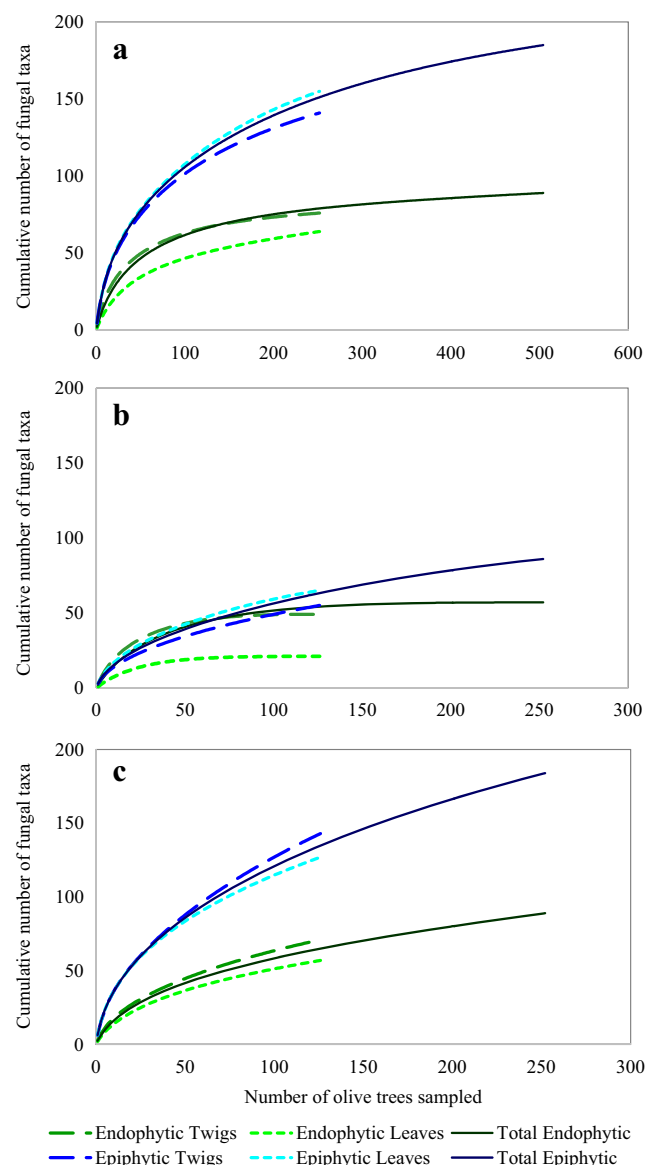 200
a
150
100
50
0
0 100 200 300 400 500 600
Cumulative number of fungal taxa
200
b
150
100
50
0
0 50 100 150 200 250 300
Cumulative number of fungal taxa
200
c
150
100
50
0
0 50 100 150 200 250 300
Cumulative number of fungal taxa
Number of olive trees sampled
Endophytic Twigs Endophytic Leaves Total Endophytic
Epiphytic Twigs Epiphytic Leaves Total Epiphytic